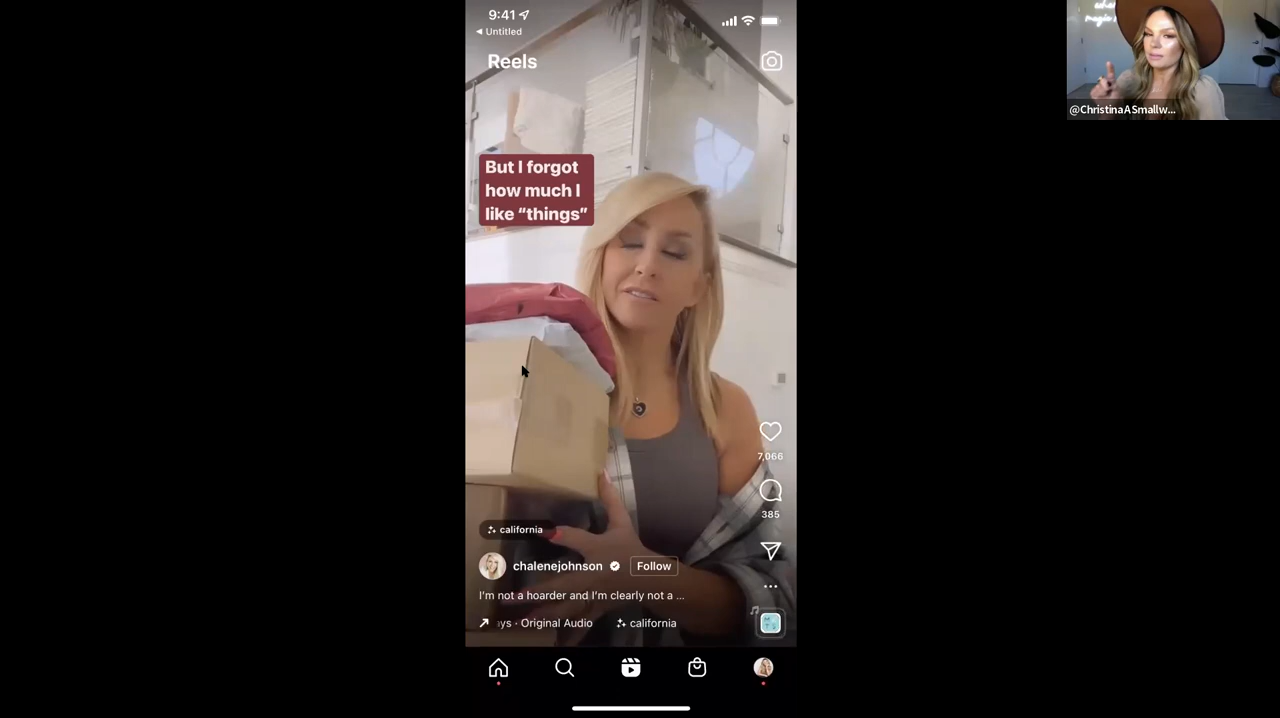 9:41
Untitled
Reels
But I forgot
how much I
like “things”
7,066
385
california
chalenejohnson
Follow
I'm not a hoarder and I'm clearly not a ...
ays · Original Audio
california
@ChristinaASmallw...